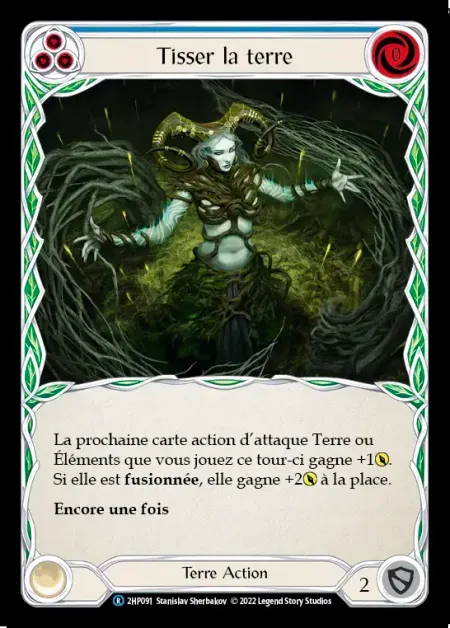 Tisser la terre
0
La prochaine carte action d'attaque Terre ou
Éléments que vous jouez ce tour-ci gagne +1.
Si elle est fusionnée, elle gagne +2 à la place.
Encore une fois
Terre Action
2
R 2HP091 Stanislav Sherbakov © 2022 Legend Story Studios